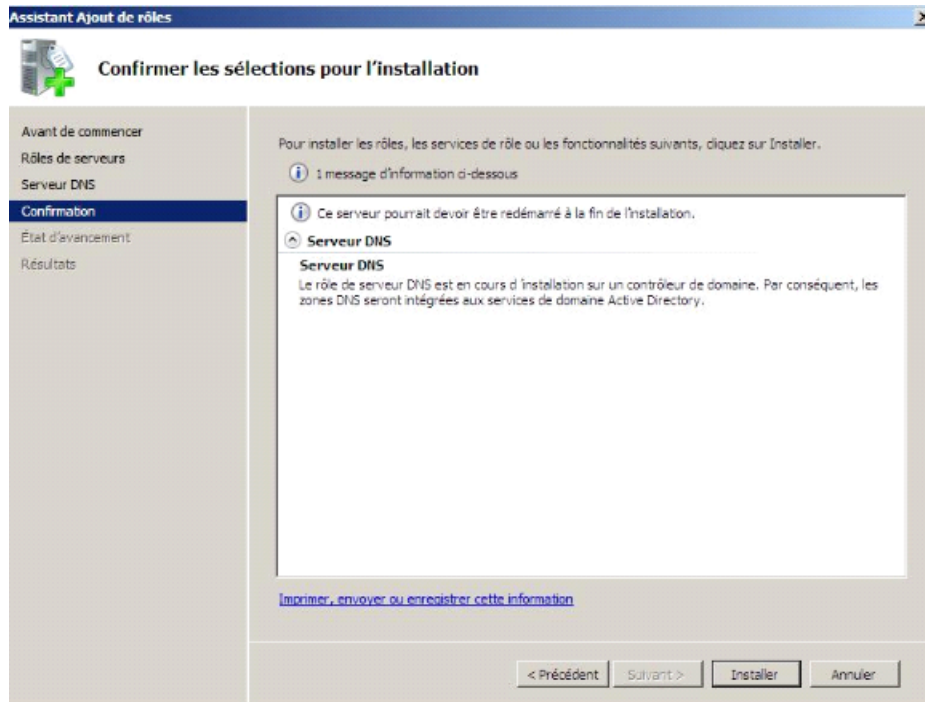 Assistant Ajout de rôles
Confirmer les sélections pour l'installation
Avant de commencer
Rôles de serveurs
Serveur DNS
Confirmation
État d'avancement
Résultats
Pour installer les rôles, les services de rôle ou les fonctionnalités suivants, cliquez sur Installer.
1 message d'information ci-dessous
Ce serveur pourrait devoir être redémarré à la fin de l'installation.
Serveur DNS
Serveur DNS
Le rôle de serveur DNS est en cours d'installation sur un contrôleur de domaine. Par conséquent, les
zones DNS seront intégrées aux services de domaine Active Directory.
Imprimer, envoyer ou enregistrer cette information
< Précédent
Suivant >
Installer
Annuler